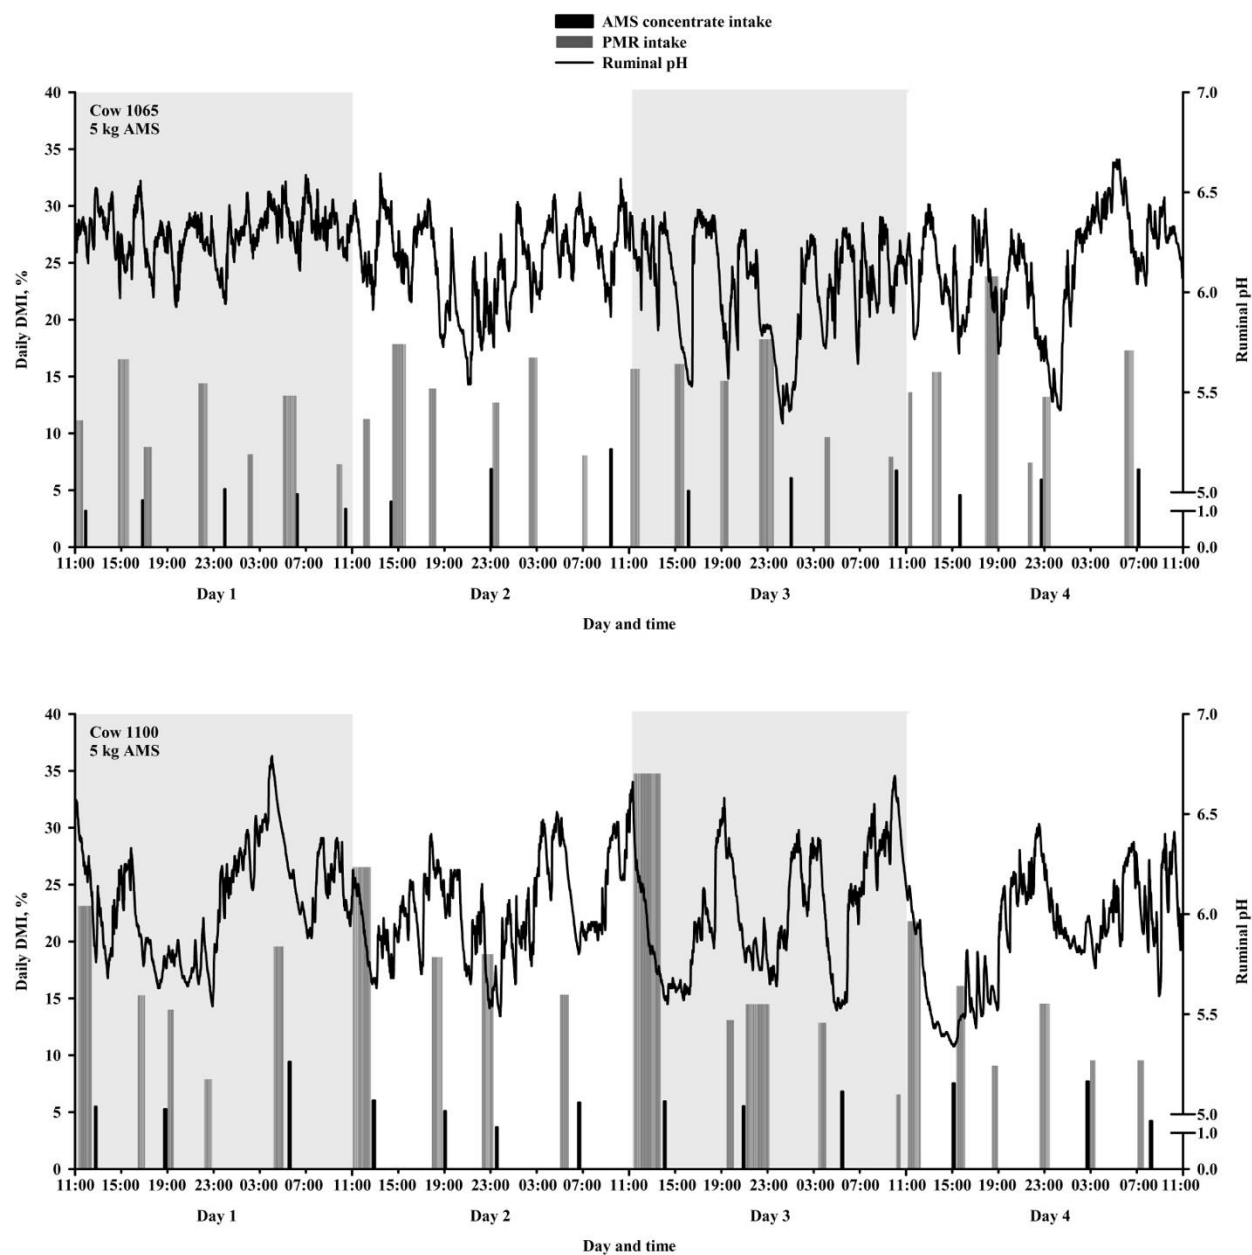 AMS concentrate intake
PMR intake
Ruminal pH
40
35
30
25
20
15
10
5
0
Daily DMI, %
Cow 1065
5 kg AMS
7.0
6.5
6.0
5.5
5.0
1.0
0.0
Ruminal pH
11:00 15:00 19:00 23:00 03:00 07:00 11:00 15:00 19:00 23:00 03:00 07:00 11:00 15:00 19:00 23:00 03:00 07:00 11:00 15:00 19:00 23:00 03:00 07:00 11:00
Day 1 Day 2 Day 3 Day 4
Day and time
40
35
30
25
20
15
10
5
0
Daily DMI, %
Cow 1100
5 kg AMS
7.0
6.5
6.0
5.5
5.0
1.0
0.0
Ruminal pH
11:00 15:00 19:00 23:00 03:00 07:00 11:00 15:00 19:00 23:00 03:00 07:00 11:00 15:00 19:00 23:00 03:00 07:00 11:00 15:00 19:00 23:00 03:00 07:00 11:00
Day 1 Day 2 Day 3 Day 4
Day and time